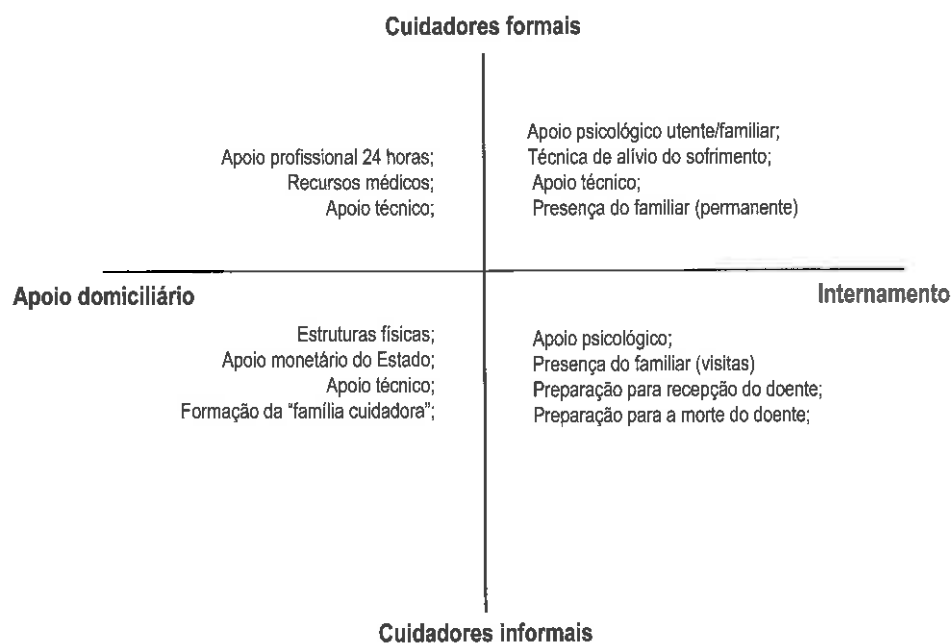 Cuidadores formais
Apoio profissional 24 horas;
Recursos médicos;
Apoio técnico;
Apoio psicológico utente/familiar;
Técnica de alívio do sofrimento;
Apoio técnico;
Presença do familiar (permanente)
Apoio domiciliário
Internamento
Estruturas físicas;
Apoio monetário do Estado;
Apoio técnico;
Formação da "família cuidadora";
Apoio psicológico;
Presença do familiar (visitas)
Preparação para recepção do doente;
Preparação para a morte do doente;
Cuidadores informais